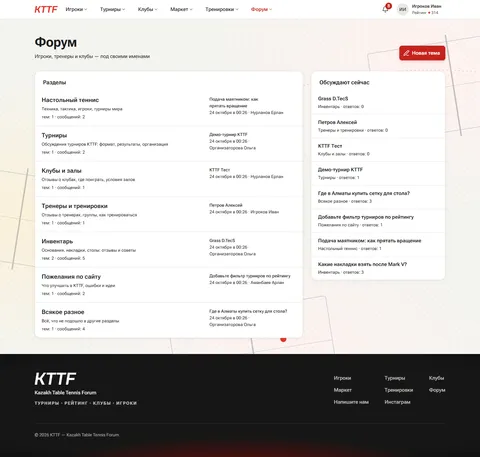 KTTF
Игроки
Турниры
Клубы
Маркет
Тренировки
Форум
8
ИИ
Игроков Иван
Рейтинг
Форум
Игроки, тренеры и клубы — под своими именами
Новая тема
Разделы
Настольный теннис
Техника, тактика, игроки, турниры мира
тем: 1 · сообщений: 2
Подача маятником: как
прятать вращение
24 октября в 00:26 · Нурланов Ерлан
Турниры
Обсуждения турниров KTTF: формат, результаты, организация
тем: 1 · сообщений: 2
Демо-турнир KTTF
24 октября в 00:26 ·
Организаторова Ольга
Клубы и залы
Отзывы о клубах, где поиграть, условия залов
тем: 1 · сообщений: 1
KTTF Тест
24 октября в 00:26 · Нурланов Ерлан
Тренеры и тренировки
Отзывы о тренерах, группы, как тренироваться
тем: 1 · сообщений: 1
Петров Алексей
24 октября в 00:26 · Игроков Иван
Инвентарь
Основания, накладки, столы: отзывы и советы
тем: 2 · сообщений: 5
Grass D.TecS
24 октября в 00:26 ·
Организаторова Ольга
Пожелания по сайту
Что улучшить в KTTF, ошибки и идеи
тем: 1 · сообщений: 2
Добавьте фильтр турниров по рейтингу
24 октября в 00:26 · Аманбаев Арман
Всякое разное
Всё, что не подошло в другие разделы
тем: 1 · сообщений: 4
Где в Алматы купить сетку для стола?
24 октября в 00:26 ·
Организаторова Ольга
Обсуждают сейчас
Grass D.TecS
Инвентарь · ответов: 0
Петров Алексей
Тренеры и тренировки · ответов: 0
KTTF Тест
Клубы и залы · ответов: 0
Демо-турнир KTTF
Турниры · ответов: 1
Где в Алматы купить сетку для стола?
Всякое разное · ответов: 3
Добавьте фильтр турниров по рейтингу
Пожелания по сайту · ответов: 1
Подача маятником: как прятать вращение
Настольный теннис · ответов: 1
Какие накладки взять после Mark V?
Инвентарь · ответов: 3
KTTF
Kazakh Table Tennis Forum
ТУРНИРЫ · РЕЙТИНГ · КЛУБЫ · ИГРОКИ
Игроки
Турниры
Клубы
Маркет
Тренировки
Форум
Напишите нам
Инстаграм
© 2026 KTTF — Kazakh Table Tennis Forum